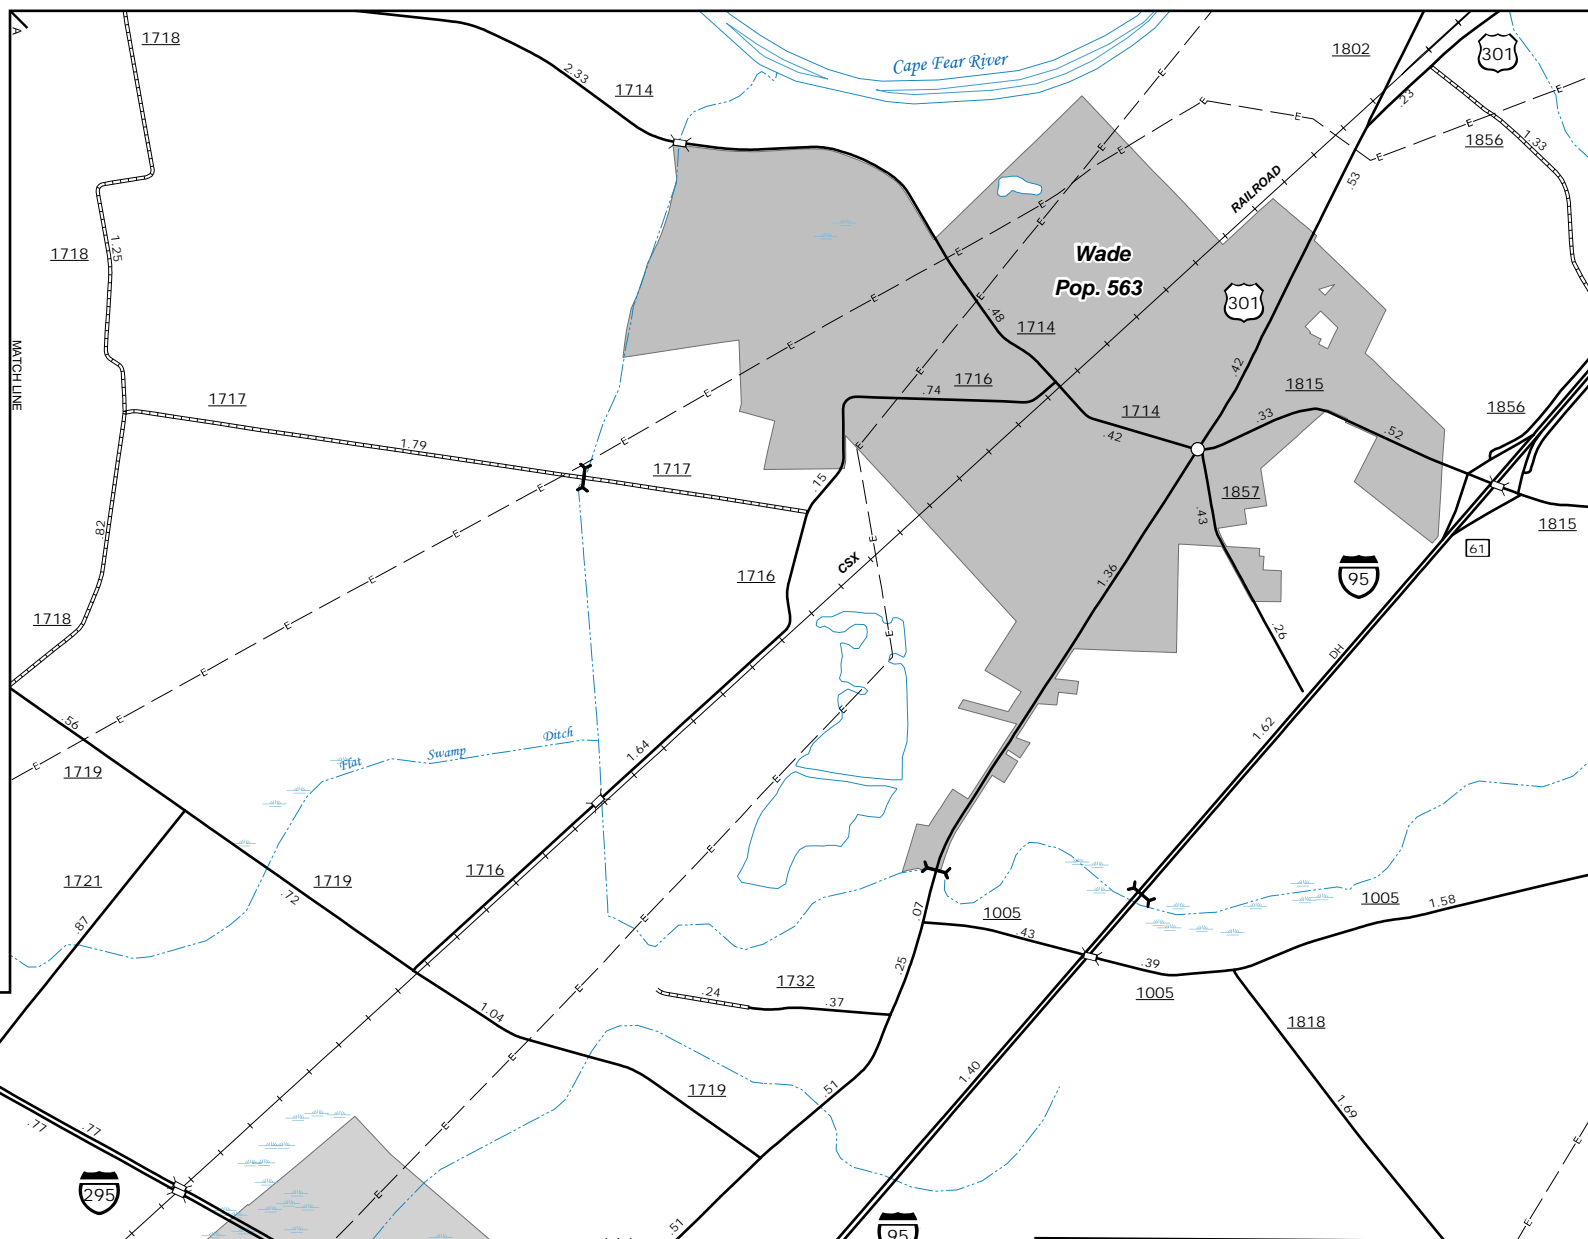 A
1718
2.33
1714
Cape Fear River
E
1802
301
.23
E
1856
1.33
E
E
E
E
E
1718
1.25
RAILROAD
.53
E
E
Wade
Pop. 563
E
E
E
301
.48
1714
MATCH LINE
E
E
1716
.74
.42
1815
1717
E
1714
.42
.33
1856
.52
1.79
E
E
1717
.15
E
1857
.43
1815
.82
E
E
61
CSX
E
1716
1.36
95
E
1718
E
E
.26
DH
E
.56
E
E
1.62
Flat
Swamp
Ditch
1.64
E
1719
E
E
1716
1721
1719
.72
.87
E
.07
1005
.43
1005
1.58
.25
.39
1732
.24
.37
E
1005
1.04
1818
E
1.40
1719
.51
1.69
.77
.77
E
E
295
E
E
.51
95